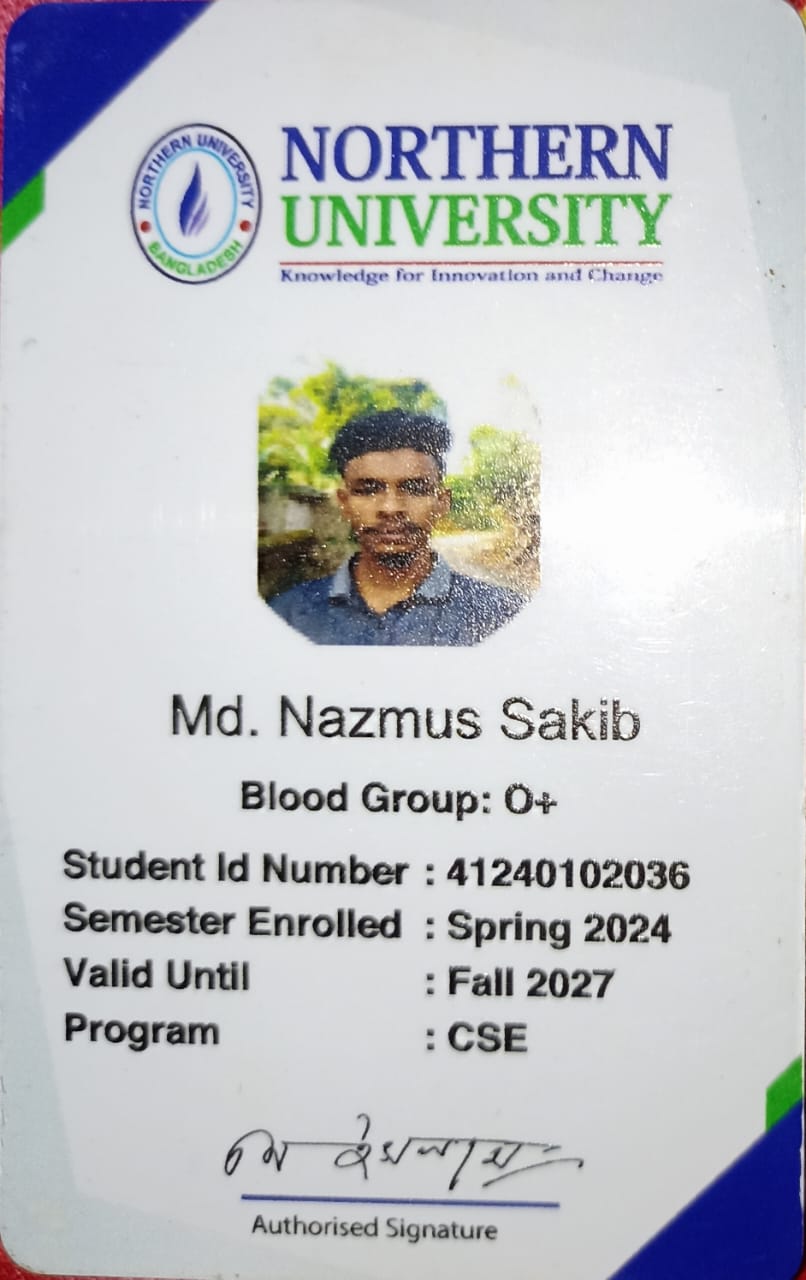 NORTHERN UNIVERSITY
BANGLADESH
NORTHERN
UNIVERSITY
Knowledge for Innovation and Change
Md. Nazmus Sakib
Blood Group: O+
Student Id Number : 41240102036
Semester Enrolled : Spring 2024
Valid Until : Fall 2027
Program : CSE
Authorised Signature